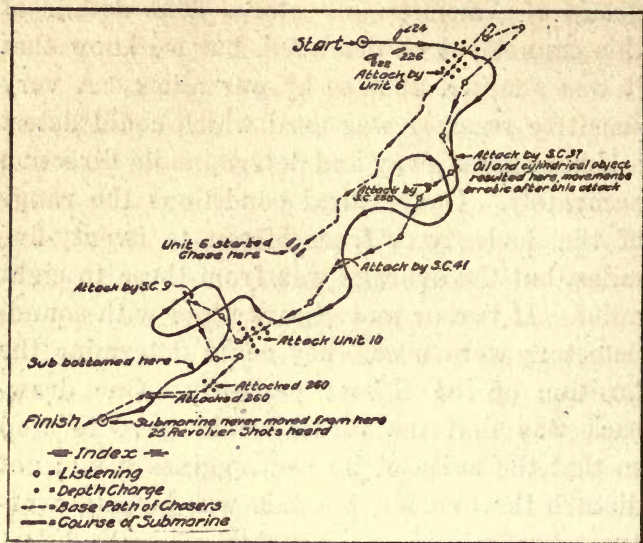 Start
224
226
222
Attack by
Unit 6
Attack by S.C. 37
Oil and cylindrical object
resulted here, movements
erratic after this attack
Attack by
S.C.
Unit 6 Started
Chase here
Attack by S.C. 41
Attack by S.C. 9
Attack Unit 10
Sub bottomed here
Attacked 260
Attacked 260
Finish
Submarine never moved from here
25 Revolver Shots heard
Index
Listening
Depth Charge
Base Path of Chasers
Course of Submarine